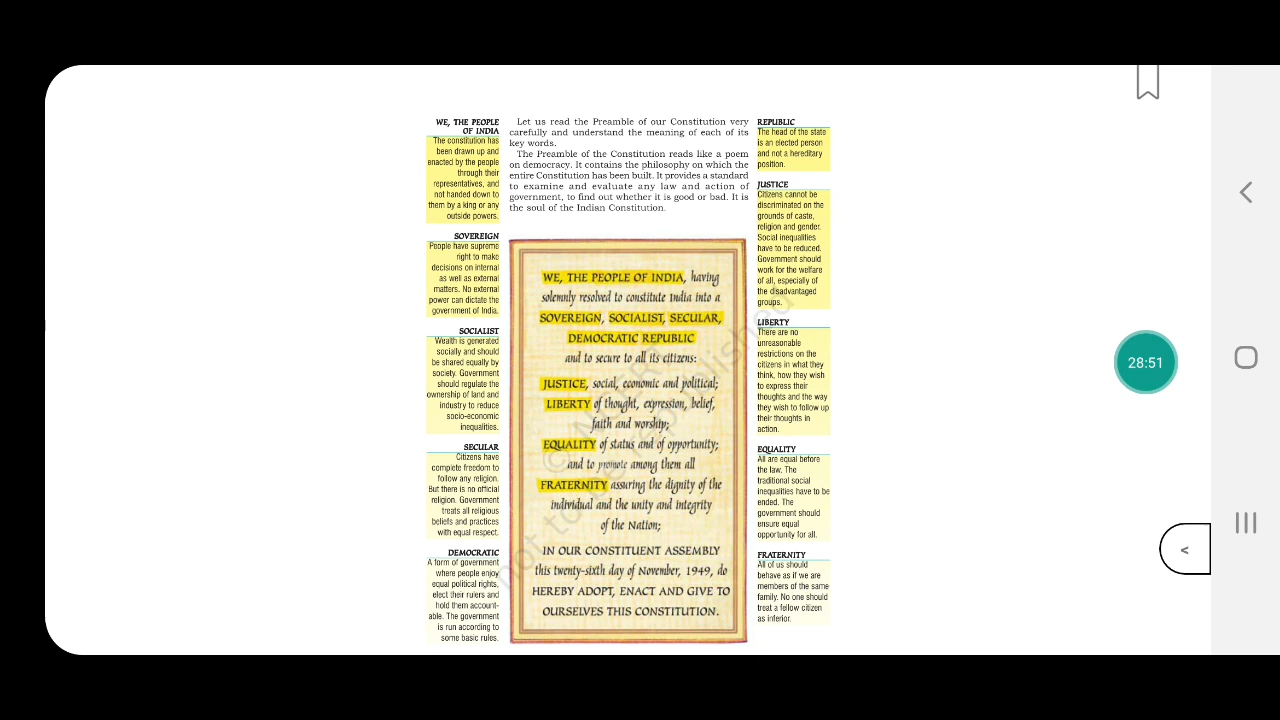 WE, THE PEOPLE
OF INDIA
The constitution has
been drawn up and
enacted by the people
through their
representatives, and
not handed down to
them by a king or any
outside powers.
SOVEREIGN
People have supreme
right to make
decisions on internal
as well as external
matters. No external
power can dictate the
government of India.
SOCIALIST
Wealth is generated
socially and should
be shared equally by
society. Government
should regulate the
ownership of land and
industry to reduce
socio-economic
inequalities.
SECULAR
Citizens have
complete freedom to
follow any religion.
But there is no official
religion. Government
treats all religious
beliefs and practices
with equal respect.
DEMOCRATIC
A form of government
where people enjoy
equal political rights,
elect their rulers and
hold them account-
able. The government
is run according to
some basic rules.
Let us read the Preamble of our Constitution very
carefully and understand the meaning of each of its
key words.
The Preamble of the Constitution reads like a poem
on democracy. It contains the philosophy on which the
entire Constitution has been built. It provides a standard
to examine and evaluate any law and action of
government, to find out whether it is good or bad. It is
the soul of the Indian Constitution.
WE, THE PEOPLE OF INDIA, having
solemnly resolved to constitute India into a
SOVEREIGN, SOCIALIST, SECULAR,
DEMOCRATIC REPUBLIC
and to secure to all its citizens:
JUSTICE, social, economic and political;
LIBERTY of thought, expression, belief,
faith and worship;
EQUALITY of status and of opportunity;
and to promote among them all
FRATERNITY assuring the dignity of the
individual and the unity and integrity
of the Nation;
IN OUR CONSTITUENT ASSEMBLY
this twenty-sixth day of November, 1949, do
HEREBY ADOPT, ENACT AND GIVE TO
OURSELVES THIS CONSTITUTION.
not to be republished
REPUBLIC
The head of the state
is an elected person
and not a hereditary
position.
JUSTICE
Citizens cannot be
discriminated on the
grounds of caste,
religion and gender.
Social inequalities
have to be reduced.
Government should
work for the welfare
of all, especially of
the disadvantaged
groups.
LIBERTY
There are no
unreasonable
restrictions on the
citizens in what they
think, how they wish
to express their
thoughts and the way
they wish to follow up
their thoughts in
action.
EQUALITY
All are equal before
the law. The
traditional social
inequalities have to be
ended. The
government should
ensure equal
opportunity for all.
FRATERNITY
All of us should
behave as if we are
members of the same
family. No one should
treat a fellow citizen
as inferior.
28:51